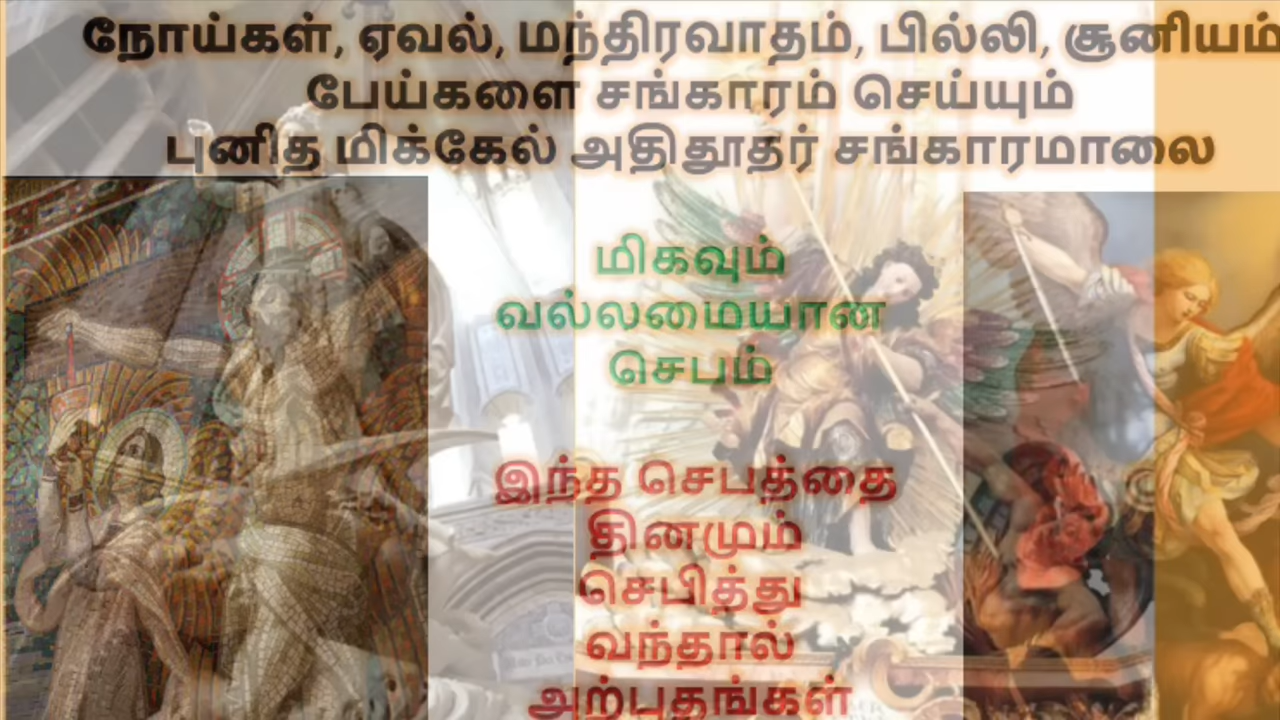 நோய்கள், ஏவல், மந்திரவாதம், பில்லி, சூனியம்
பேய்களை சங்காரம் செய்யும்
புனித மிக்கேல் அதிதூதர் சங்காரமாலை
மிகவும்
வல்லமையான
செபம்
இந்த செபத்தை
தினமும்
செபித்து
வந்தால்
அற்புதங்கள்